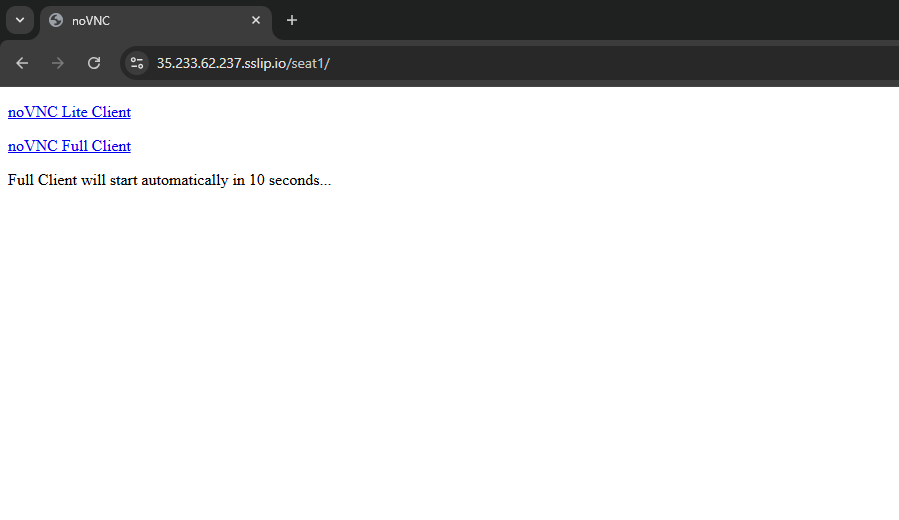 noVNC
35.233.62.237.sslip.io/seat1/
noVNC Lite Client
noVNC Full Client
Full Client will start automatically in 10 seconds...